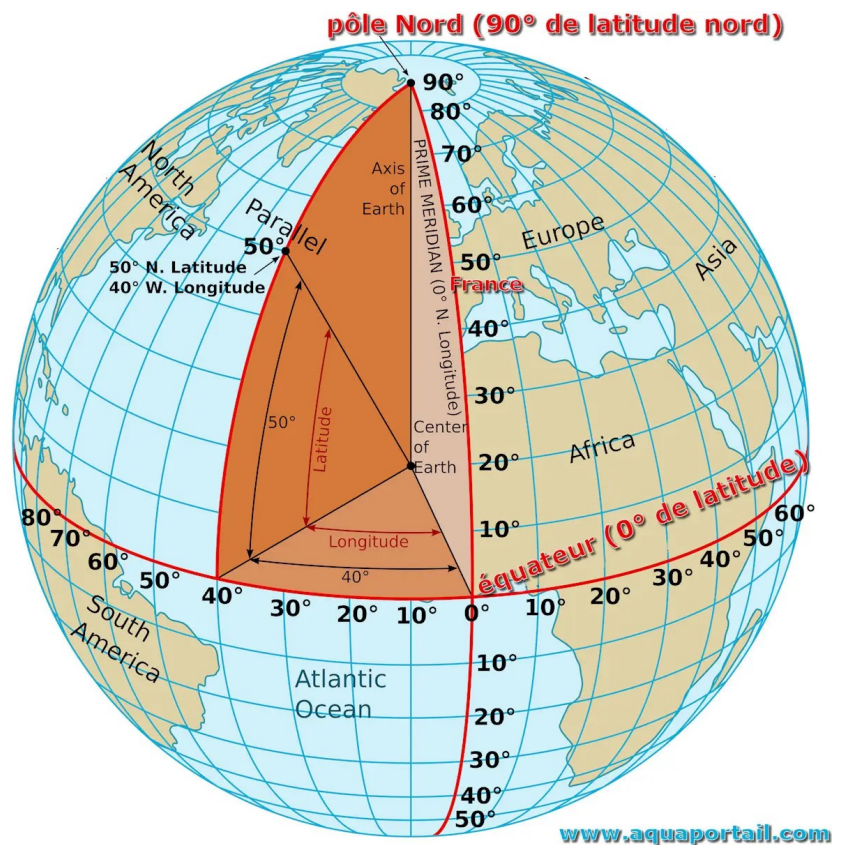 pôle Nord (90° de latitude nord)
90°
80°
70°
60°
50°
40°
30°
20°
10°
North
America
Parallel
50°
50° N. Latitude
40° W. Longitude
Axis
of
Earth
PRIME MERIDIAN (0° N. Longitude)
Europe
Asia
France
Africa
Center
of
Earth
50°
Latitude
Longitude
40°
équateur (0° de latitude)
80°
70°
60°
50°
40°
30°
20°
10°
0°
10°
20°
30°
40°
50°
60°
South
America
Atlantic
Ocean
10°
20°
30°
40°
50°
www.aquaportail.com